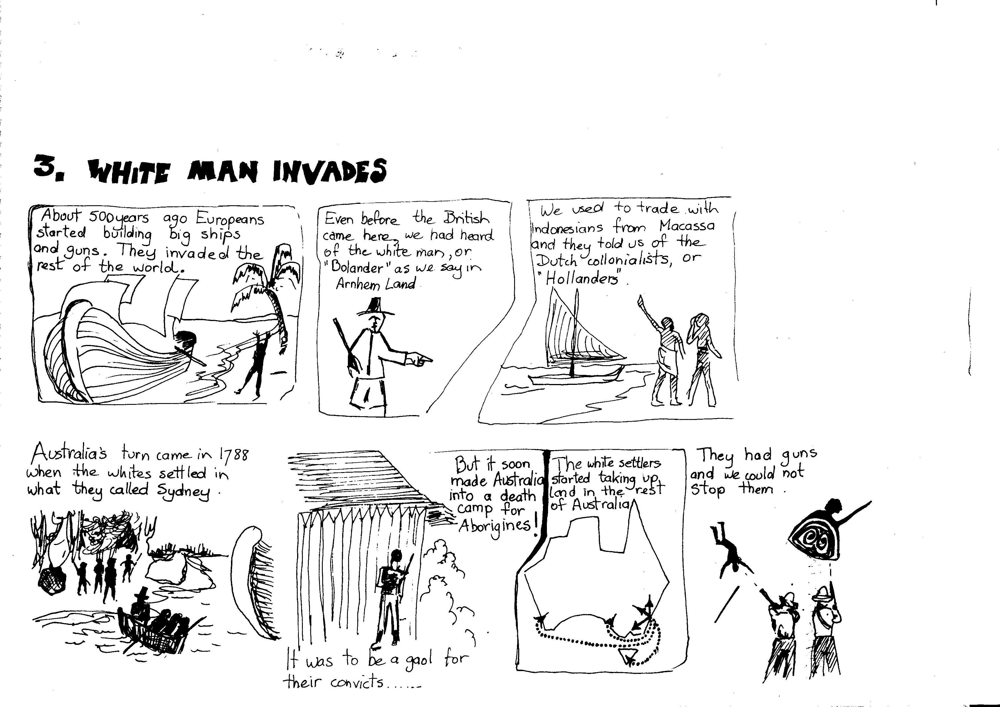 3. WHITE MAN INVADES
About 500years ago Europeans
started building big ships
and guns. They invaded the
rest of the world.
Even before the British
came here, we had heard
of the white man, or
"Bolander" as we say in
Arnhem Land.
We used to trade with
Indonesians from Macassa
and they told us of the
Dutch collonialists, or
"Hollanders".
Australia's turn came in 1788
when the whites settled in
what they called Sydney.
It was to be a gaol for
their convicts......
But it soon
made Australia
into a death
camp for
Aborigines!
The white settlers
started taking up
land in the rest
of Australia
They had guns
and we could not
stop them.